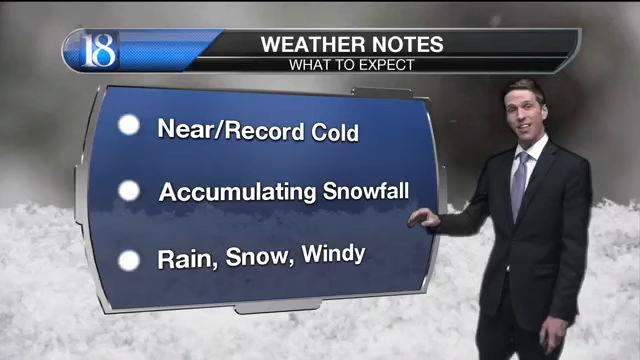 18
WEATHER NOTES
WHAT TO EXPECT
Near/Record Cold
Accumulating Snowfall
Rain, Snow, Windy